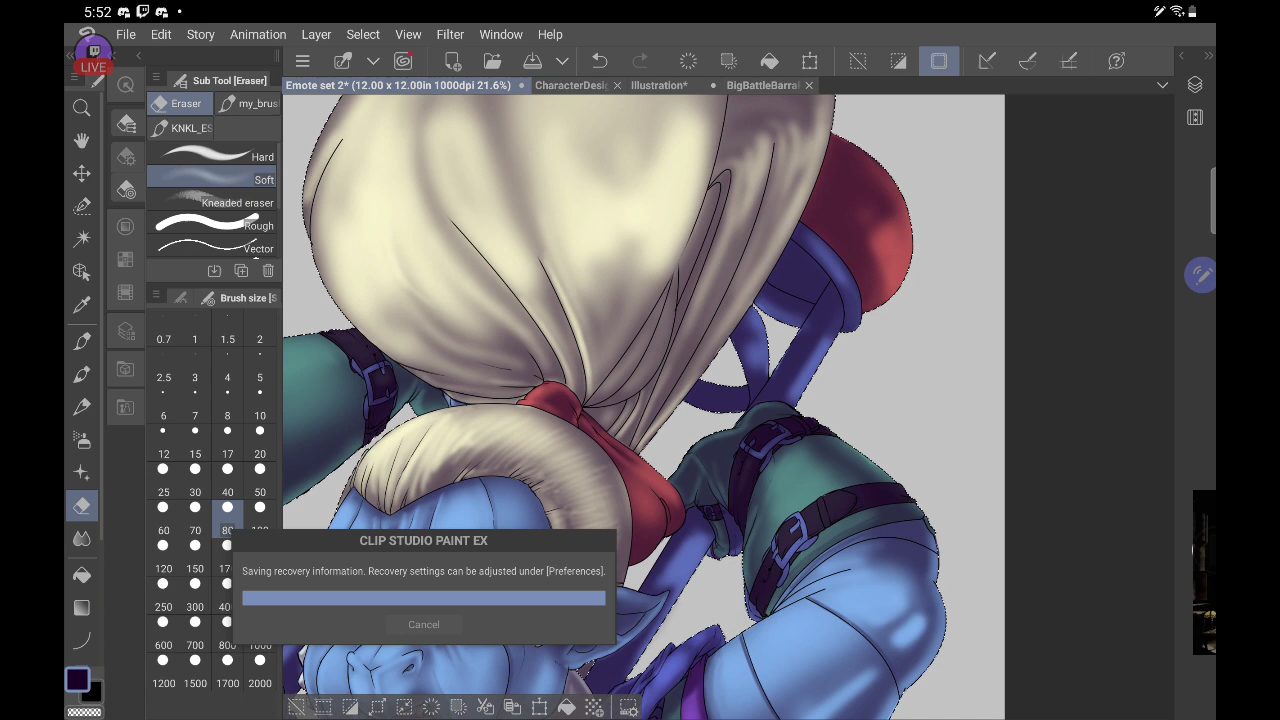 5:52
File Edit Story Animation Layer Select View Filter Window Help
LIVE
Sub Tool [Eraser]
Emote set 2* (12.00 x 12.00in 1000dpi 21.6%) CharacterDesi Illustration* BigBattleBarra
Eraser my_brus
KNKL_ES
Hard
Soft
Kneaded eraser
Rough
Vector
Brush size [S
0.7 1 1.5 2
2.5 3 4 5
6 7 8 10
12 15 17 20
25 30 40 50
60 70 80 100
120 150 17
250 300 40
600 700 800 1000
1200 1500 1700 2000
CLIP STUDIO PAINT EX
Saving recovery information. Recovery settings can be adjusted under [Preferences].
Cancel